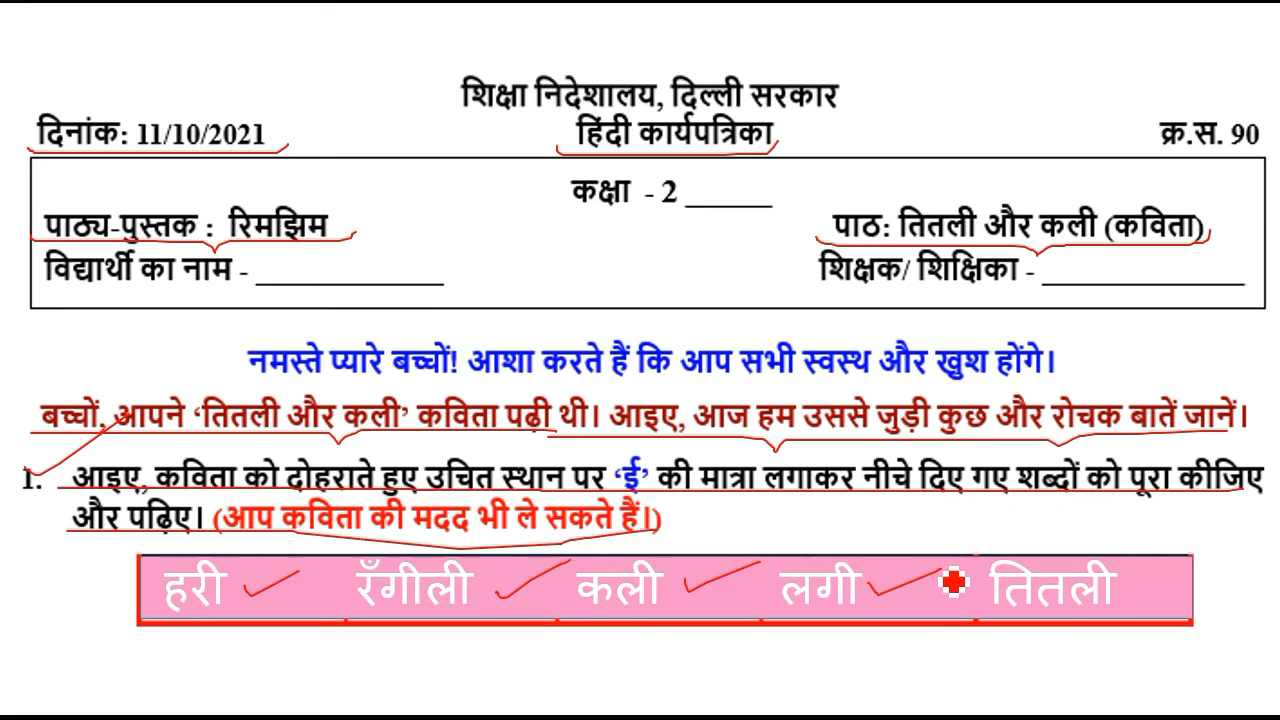 शिक्षा निदेशालय, दिल्ली सरकार
दिनांक: 11/10/2021 हिंदी कार्यपत्रिका क्र.स. 90
कक्षा - 2 ______
पाठ्य-पुस्तक : रिमझिम पाठ: तितली और कली (कविता)
विद्यार्थी का नाम - _____________ शिक्षक/ शिक्षिका - ______________
नमस्ते प्यारे बच्चों! आशा करते हैं कि आप सभी स्वस्थ और खुश होंगे।
बच्चों, आपने ‘तितली और कली’ कविता पढ़ी थी। आइए, आज हम उससे जुड़ी कुछ और रोचक बातें जानें।
1. आइए, कविता को दोहराते हुए उचित स्थान पर ‘ई’ की मात्रा लगाकर नीचे दिए गए शब्दों को पूरा कीजिए
और पढ़िए। (आप कविता की मदद भी ले सकते हैं।)
हरी रँगीली कली लगी तितली